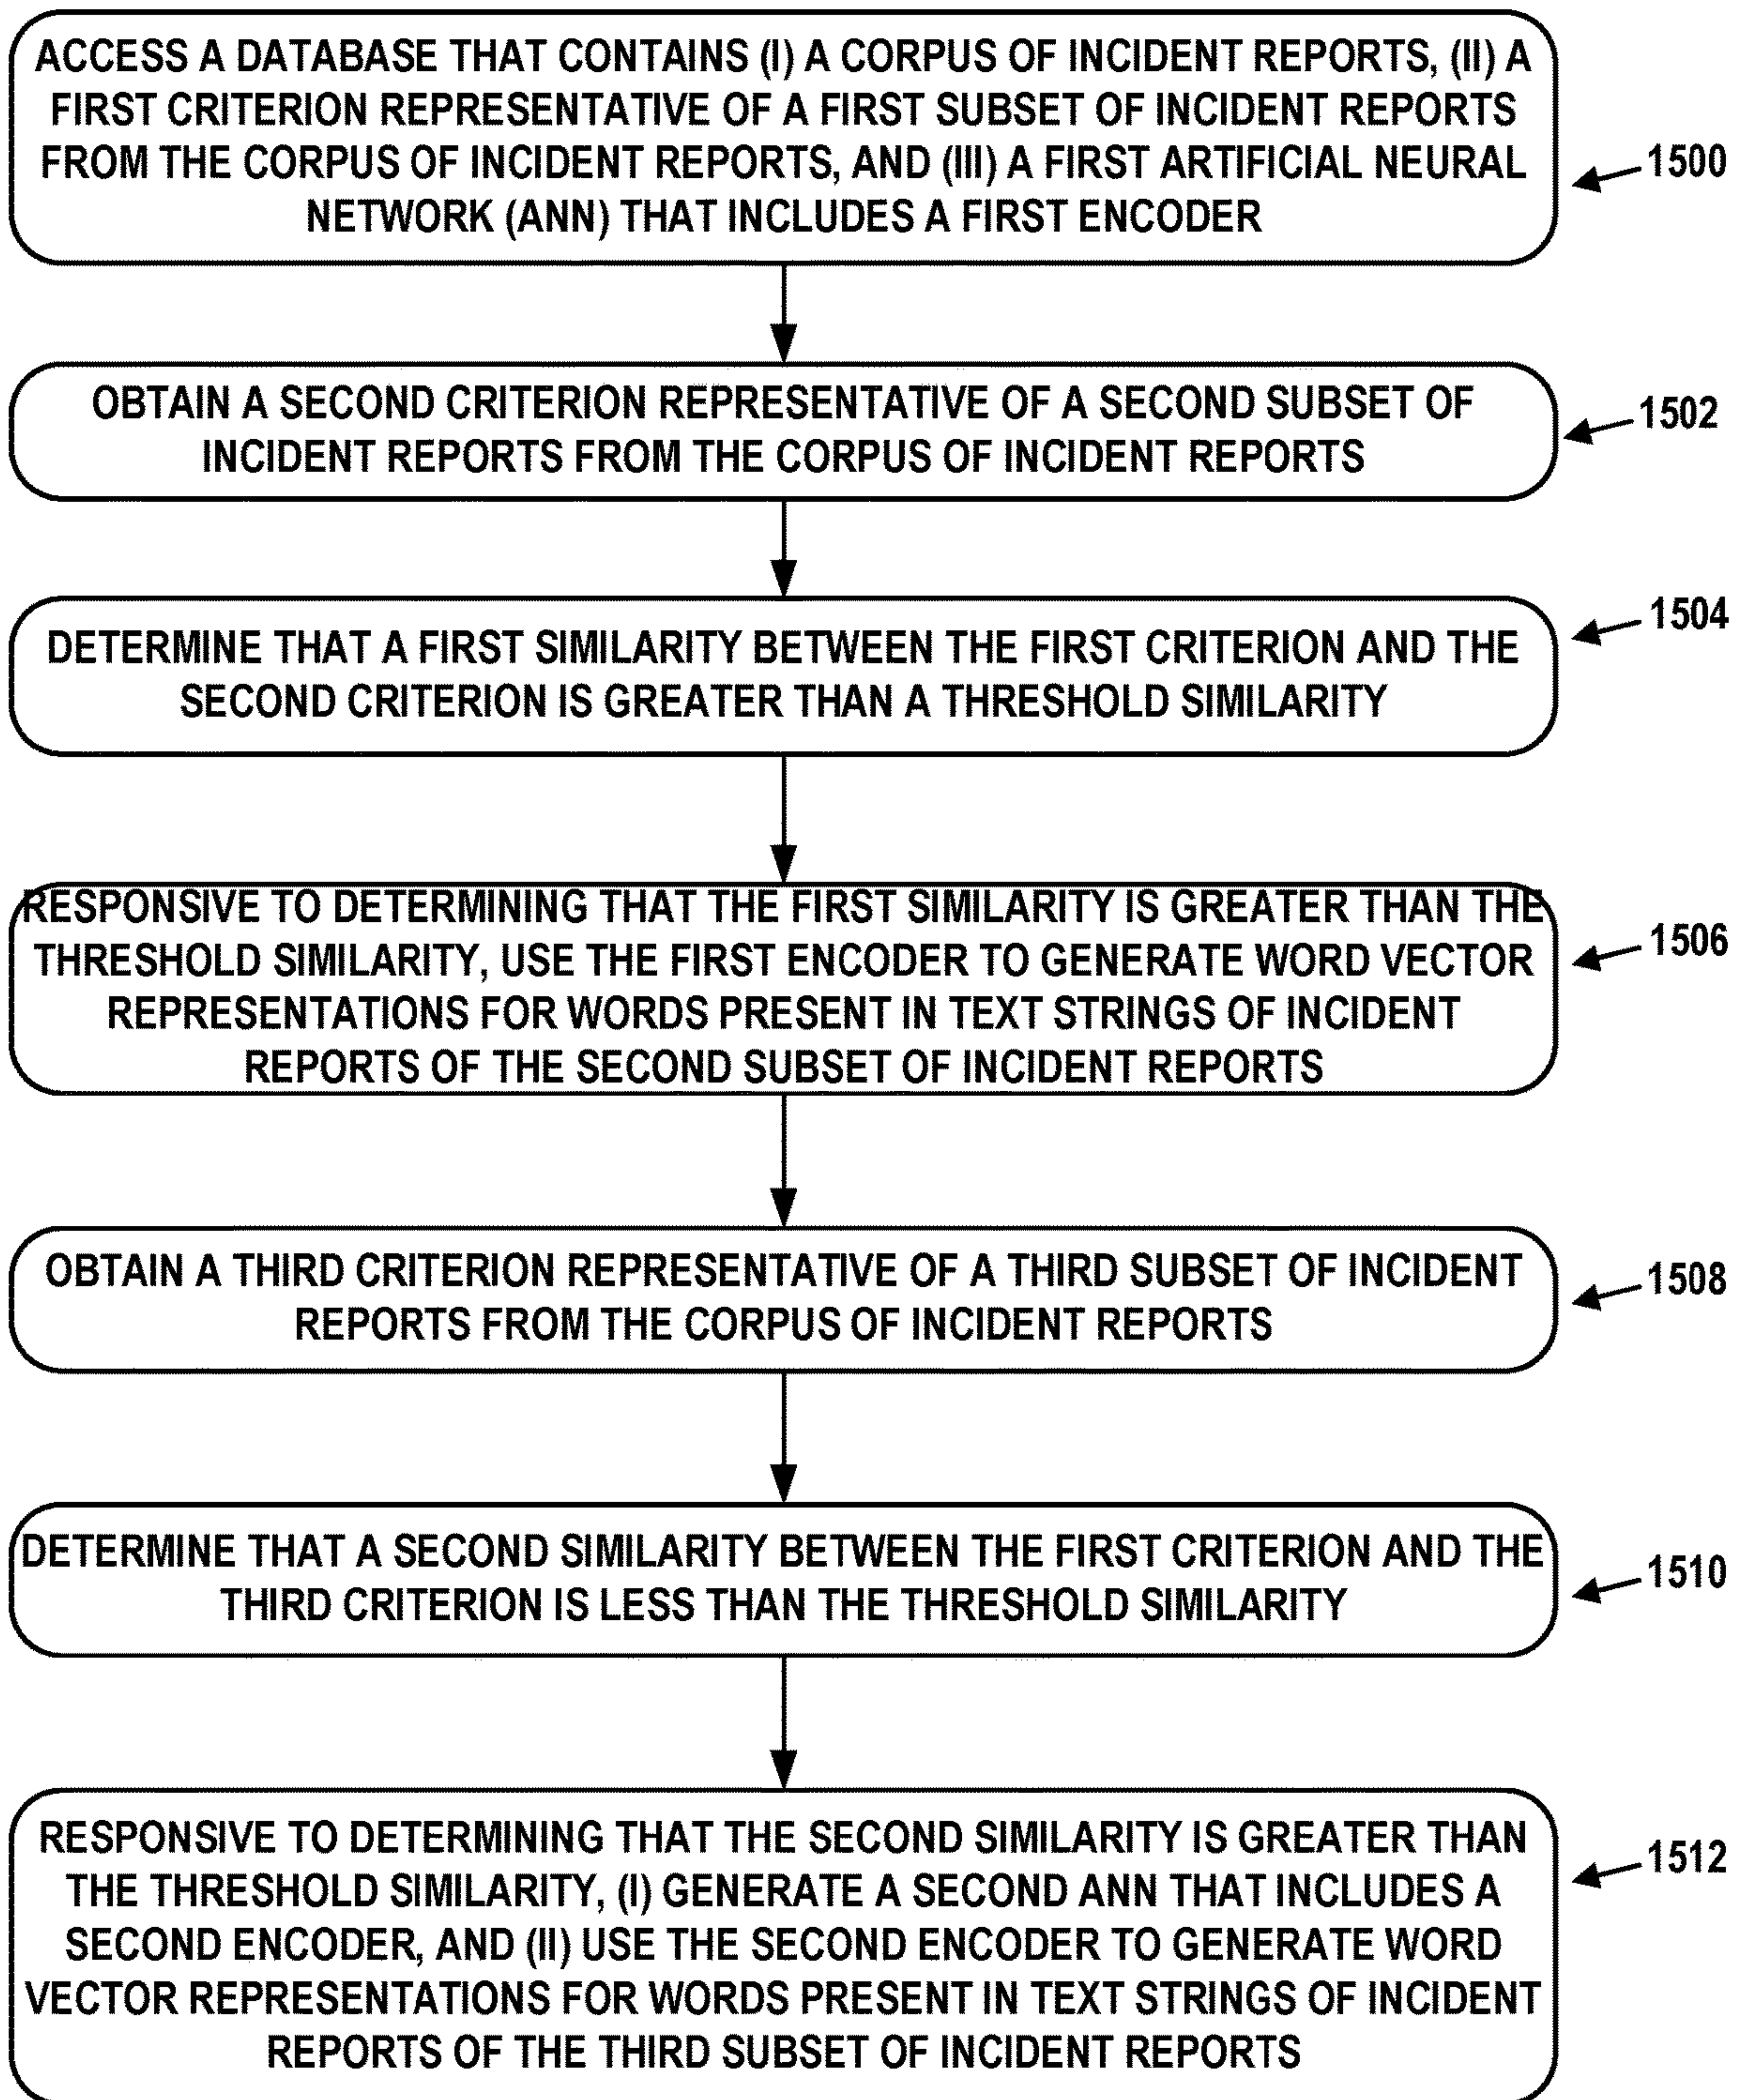 ACCESS A DATABASE THAT CONTAINS (I) A CORPUS OF INCIDENT REPORTS, (II) A
FIRST CRITERION REPRESENTATIVE OF A FIRST SUBSET OF INCIDENT REPORTS
FROM THE CORPUS OF INCIDENT REPORTS, AND (III) A FIRST ARTIFICIAL NEURAL
NETWORK (ANN) THAT INCLUDES A FIRST ENCODER
1500
OBTAIN A SECOND CRITERION REPRESENTATIVE OF A SECOND SUBSET OF
INCIDENT REPORTS FROM THE CORPUS OF INCIDENT REPORTS
1502
DETERMINE THAT A FIRST SIMILARITY BETWEEN THE FIRST CRITERION AND THE
SECOND CRITERION IS GREATER THAN A THRESHOLD SIMILARITY
1504
RESPONSIVE TO DETERMINING THAT THE FIRST SIMILARITY IS GREATER THAN THE
THRESHOLD SIMILARITY, USE THE FIRST ENCODER TO GENERATE WORD VECTOR
REPRESENTATIONS FOR WORDS PRESENT IN TEXT STRINGS OF INCIDENT
REPORTS OF THE SECOND SUBSET OF INCIDENT REPORTS
1506
OBTAIN A THIRD CRITERION REPRESENTATIVE OF A THIRD SUBSET OF INCIDENT
REPORTS FROM THE CORPUS OF INCIDENT REPORTS
1508
DETERMINE THAT A SECOND SIMILARITY BETWEEN THE FIRST CRITERION AND THE
THIRD CRITERION IS LESS THAN THE THRESHOLD SIMILARITY
1510
RESPONSIVE TO DETERMINING THAT THE SECOND SIMILARITY IS GREATER THAN
THE THRESHOLD SIMILARITY, (I) GENERATE A SECOND ANN THAT INCLUDES A
SECOND ENCODER, AND (II) USE THE SECOND ENCODER TO GENERATE WORD
VECTOR REPRESENTATIONS FOR WORDS PRESENT IN TEXT STRINGS OF INCIDENT
REPORTS OF THE THIRD SUBSET OF INCIDENT REPORTS
1512